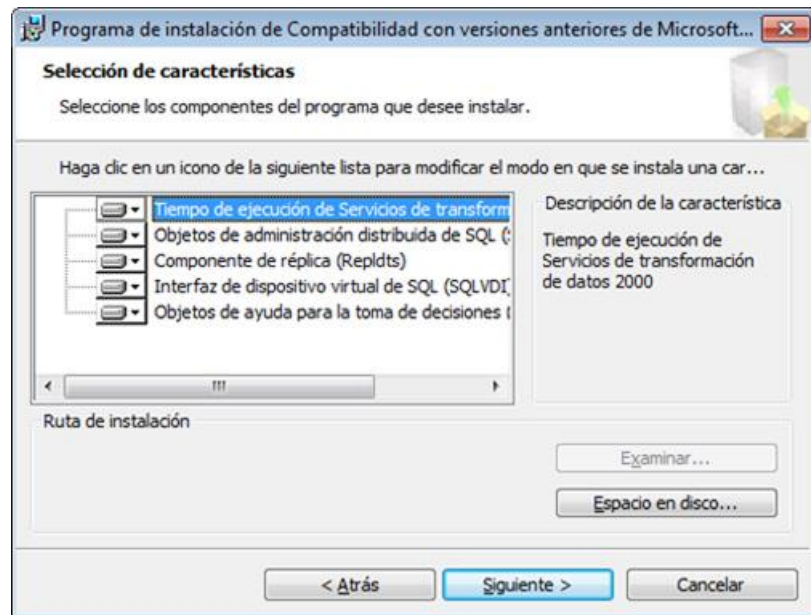 Programa de instalación de Compatibilidad con versiones anteriores de Microsoft...
Selección de características
Seleccione los componentes del programa que desee instalar.
Haga clic en un icono de la siguiente lista para modificar el modo en que se instala una car...
Tiempo de ejecución de Servicios de transform
Objetos de administración distribuida de SQL (
Componente de réplica (Repldts)
Interfaz de dispositivo virtual de SQL (SQLVDI
Objetos de ayuda para la toma de decisiones (
Descripción de la característica
Tiempo de ejecución de
Servicios de transformación
de datos 2000
Ruta de instalación
Examinar...
Espacio en disco...
< Atrás
Siguiente >
Cancelar